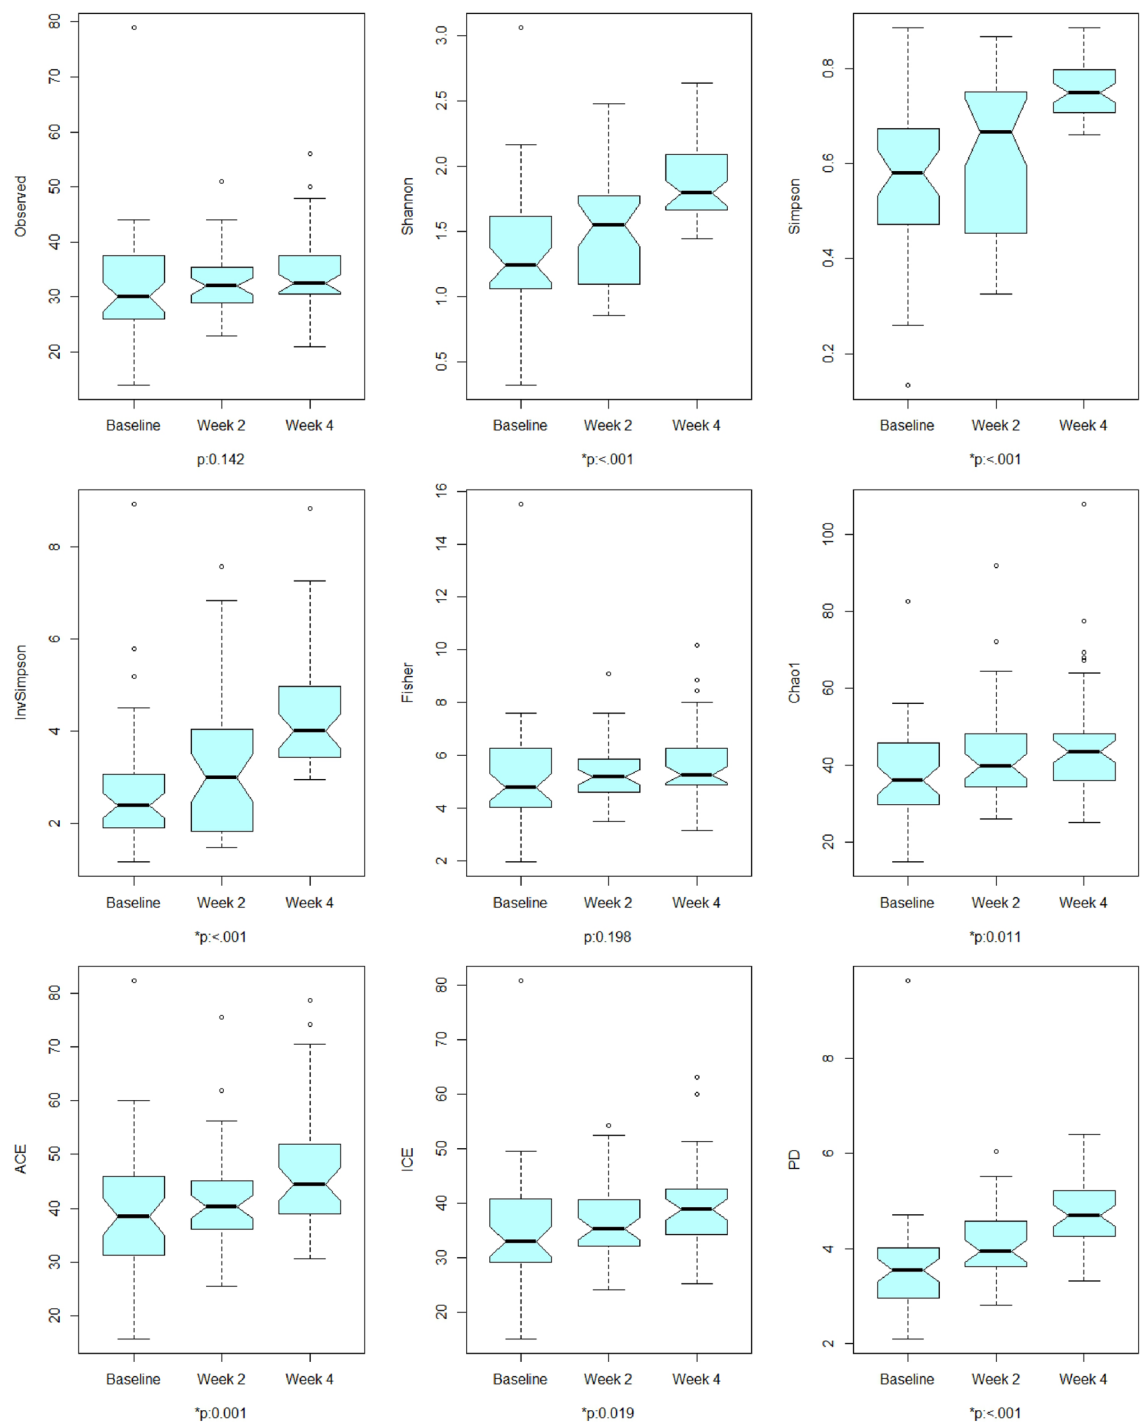 Observed
20 30 40 50 60 70 80
Baseline Week 2 Week 4
p:0.142
Shannon
0.5 1.0 1.5 2.0 2.5 3.0
Baseline Week 2 Week 4
*p:<.001
Simpson
0.2 0.4 0.6 0.8
Baseline Week 2 Week 4
*p:<.001
InvSimpson
2 4 6 8
Baseline Week 2 Week 4
*p:<.001
Fisher
2 4 6 8 10 12 14 16
Baseline Week 2 Week 4
p:0.198
Chao1
20 40 60 80 100
Baseline Week 2 Week 4
*p:0.011
ACE
20 30 40 50 60 70 80
Baseline Week 2 Week 4
*p:0.001
ICE
20 30 40 50 60 70 80
Baseline Week 2 Week 4
*p:0.019
PD
2 4 6 8
Baseline Week 2 Week 4
*p:<.001